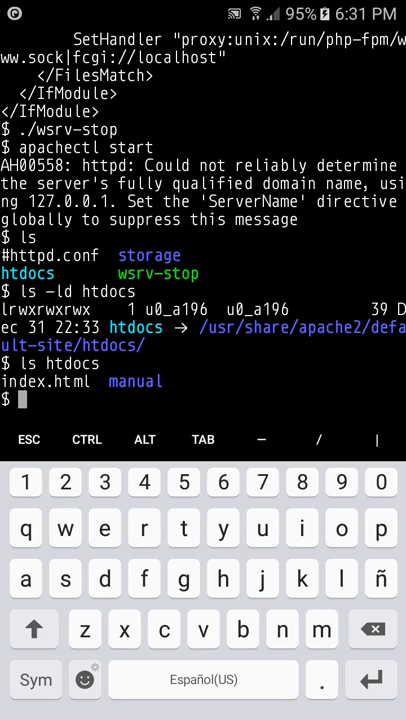 95% 6:31 PM
SetHandler "proxy:unix:/run/php-fpm/w
ww.sock|fcgi://localhost"
</FilesMatch>
</IfModule>
</IfModule>
$ ./wsrv-stop
$ apachectl start
AH00558: httpd: Could not reliably determine
the server's fully qualified domain name, usi
ng 127.0.0.1. Set the 'ServerName' directive
globally to suppress this message
$ ls
#httpd.conf storage
htdocs wsrv-stop
$ ls -ld htdocs
lrwxrwxrwx 1 u0_a196 u0_a196 39 D
ec 31 22:33 htdocs → /usr/share/apache2/defa
ult-site/htdocs/
$ ls htdocs
index.html manual
$
ESC CTRL ALT TAB — / |
1 2 3 4 5 6 7 8 9 0
q w e r t y u i o p
a s d f g h j k l ñ
z x c v b n m
Sym Español(US) .